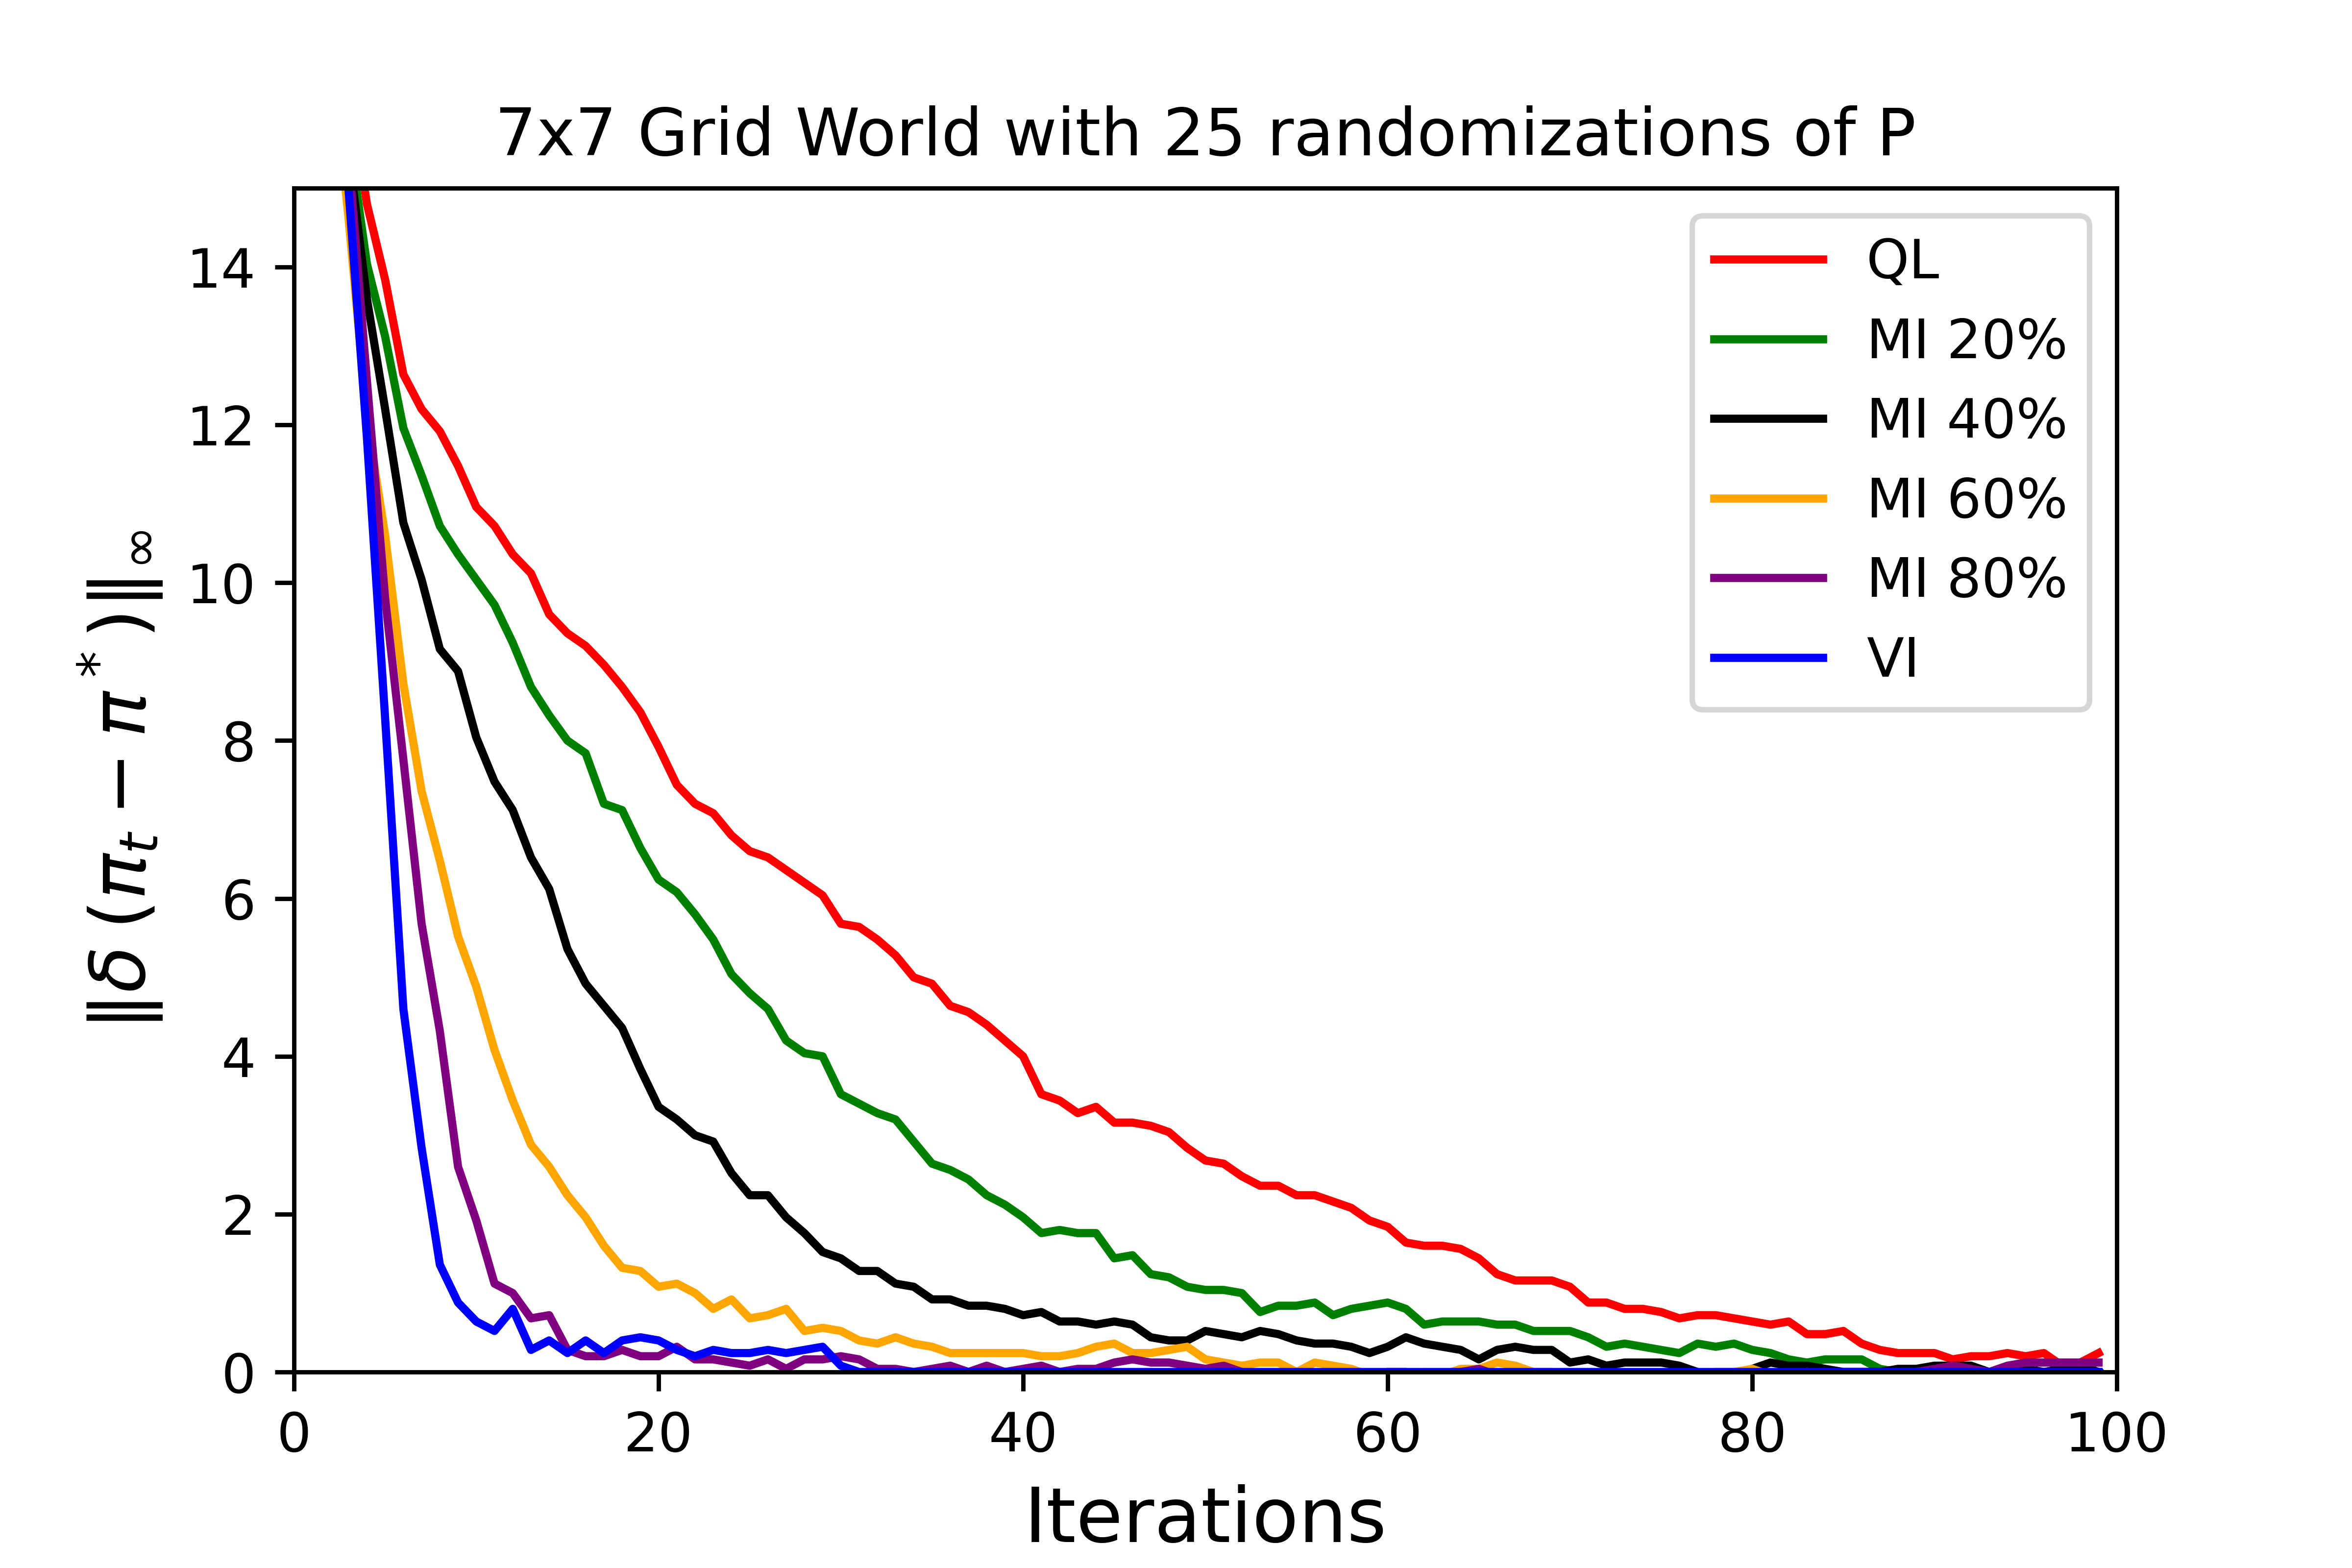 7x7 Grid World with 25 randomizations of P
‖δ (π_t − π*)‖_∞
14
12
10
8
6
4
2
0
0 20 40 60 80 100
Iterations
QL
MI 20%
MI 40%
MI 60%
MI 80%
VI